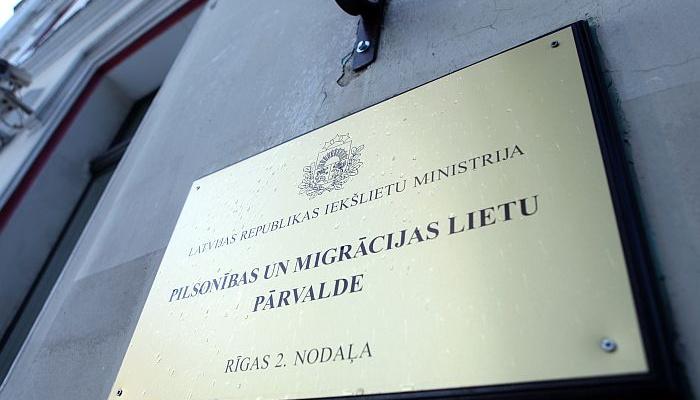 LATVIJAS REPUBLIKAS IEKŠLIETU MINISTRIJA
PILSONĪBAS UN MIGRĀCIJAS LIETU
PĀRVALDE
RĪGAS 2. NODAĻA